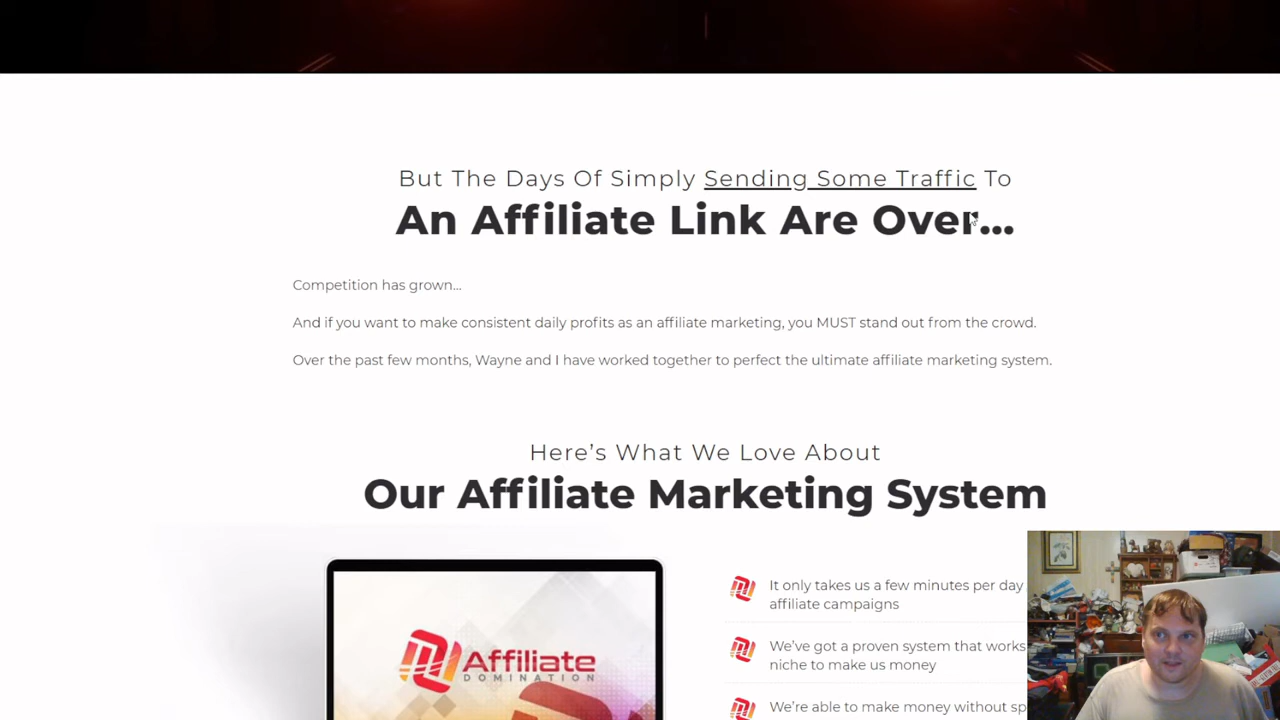 But The Days Of Simply Sending Some Traffic To
An Affiliate Link Are Over...
Competition has grown...
And if you want to make consistent daily profits as an affiliate marketing, you MUST stand out from the crowd.
Over the past few months, Wayne and I have worked together to perfect the ultimate affiliate marketing system.
Here's What We Love About
Our Affiliate Marketing System
Affiliate
DOMINATION
It only takes us a few minutes per day
affiliate campaigns
We've got a proven system that works
niche to make us money
We're able to make money without